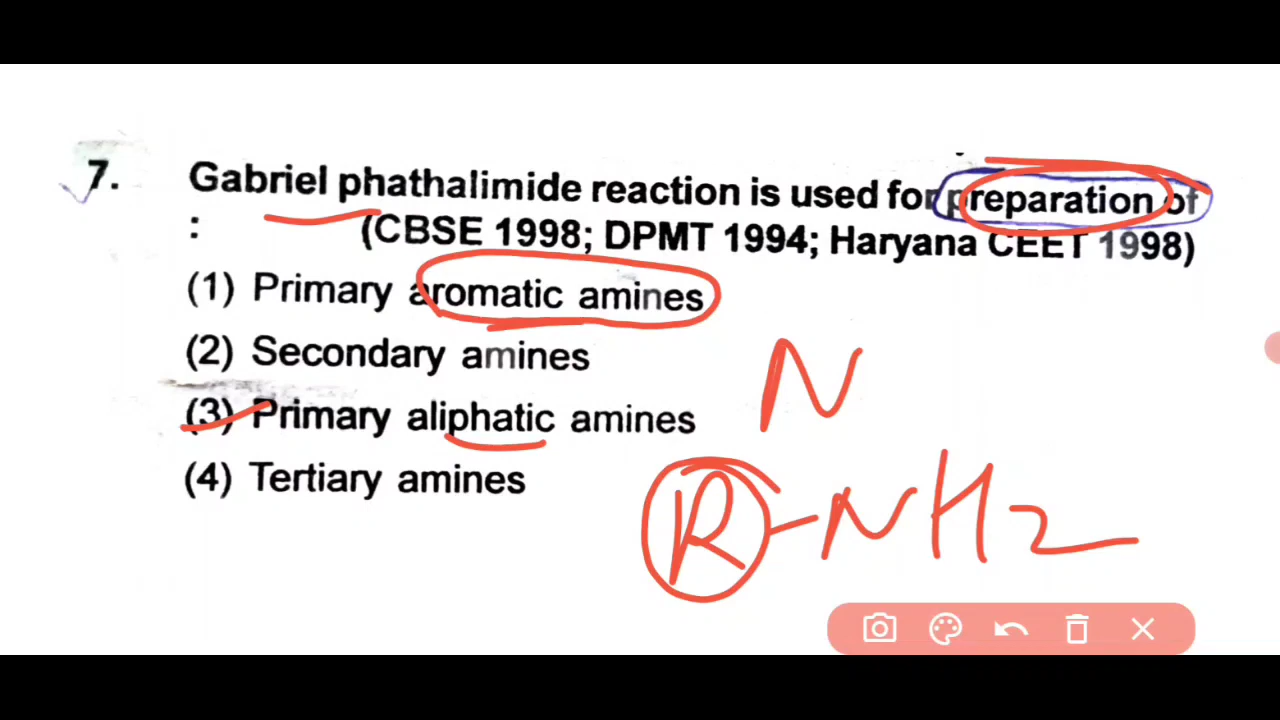 7. Gabriel phathalimide reaction is used for preparation of
: (CBSE 1998; DPMT 1994; Haryana CEET 1998)
(1) Primary aromatic amines
(2) Secondary amines
(3) Primary aliphatic amines
(4) Tertiary amines
N
R-NH2